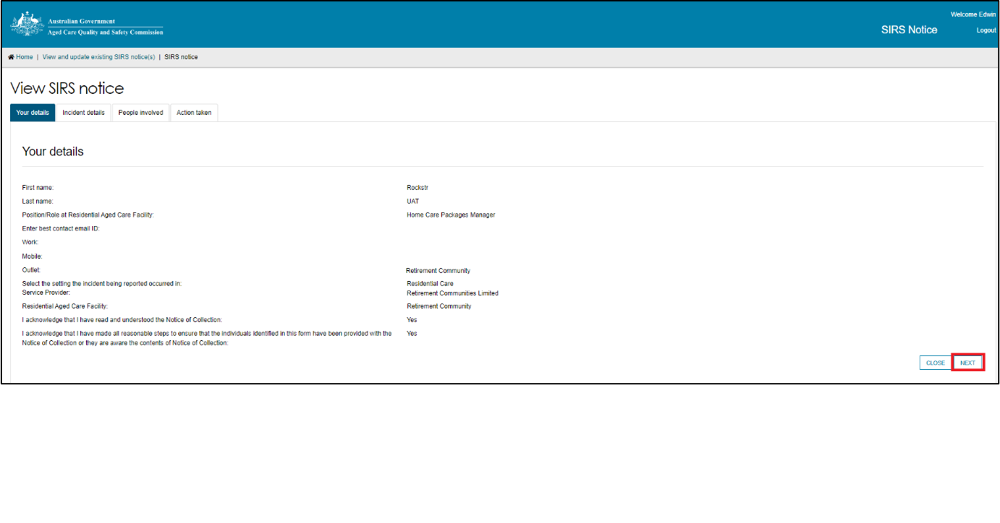 Australian Government
Aged Care Quality and Safety Commission
Welcome Edwin
SIRS Notice
Logout
Home | View and update existing SIRS notice(s) | SIRS notice
View SIRS notice
Your details
Incident details
People involved
Action taken
Your details
First name: Rockstr
Last name: UAT
Position/Role at Residential Aged Care Facility: Home Care Packages Manager
Enter best contact email ID:
Work:
Mobile:
Outlet: Retirement Community
Select the setting the incident being reported occurred in: Residential Care
Service Provider: Retirement Communities Limited
Residential Aged Care Facility: Retirement Community
I acknowledge that I have read and understood the Notice of Collection: Yes
I acknowledge that I have made all reasonable steps to ensure that the individuals identified in this form have been provided with the Yes
Notice of Collection or they are aware the contents of Notice of Collection:
CLOSE
NEXT